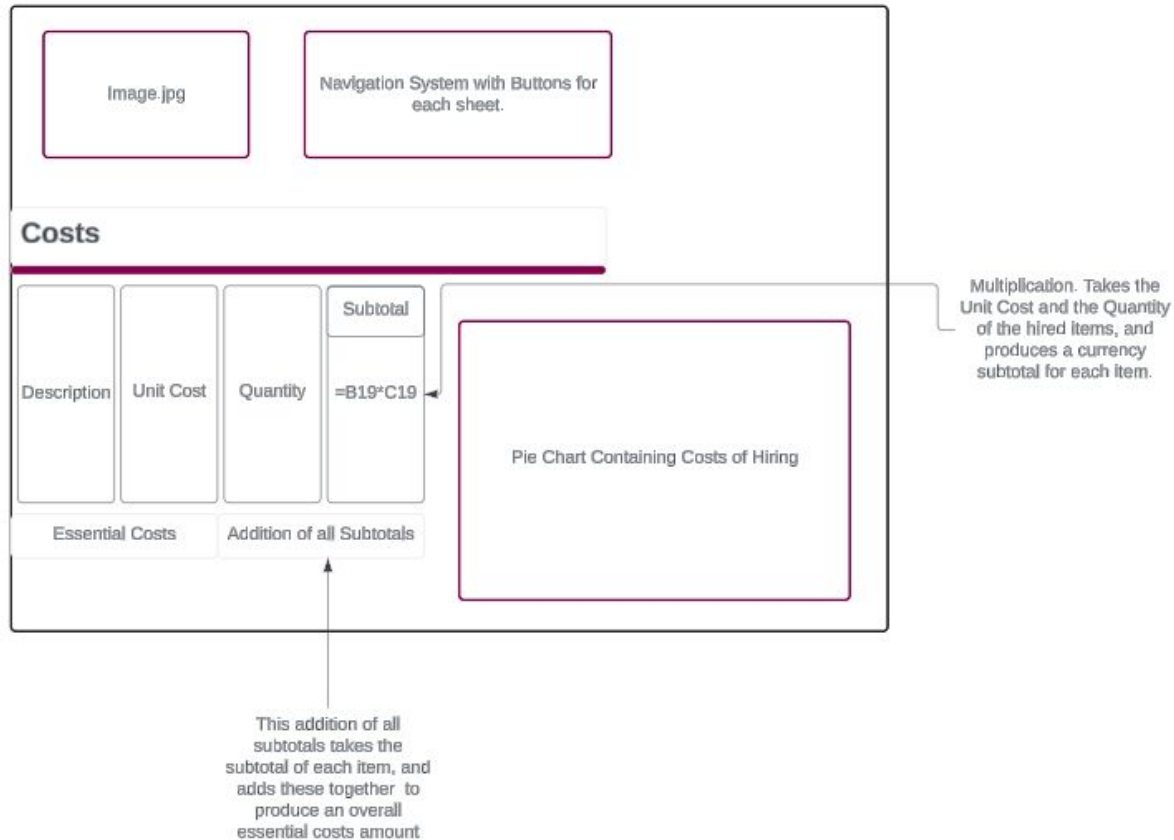 Image.jpg
Navigation System with Buttons for
each sheet.
Costs
Description
Unit Cost
Quantity
Subtotal
=B19*C19
Multiplication. Takes the
Unit Cost and the Quantity
of the hired items, and
produces a currency
subtotal for each item.
Pie Chart Containing Costs of Hiring
Essential Costs
Addition of all Subtotals
This addition of all
subtotals takes the
subtotal of each item, and
adds these together to
produce an overall
essential costs amount